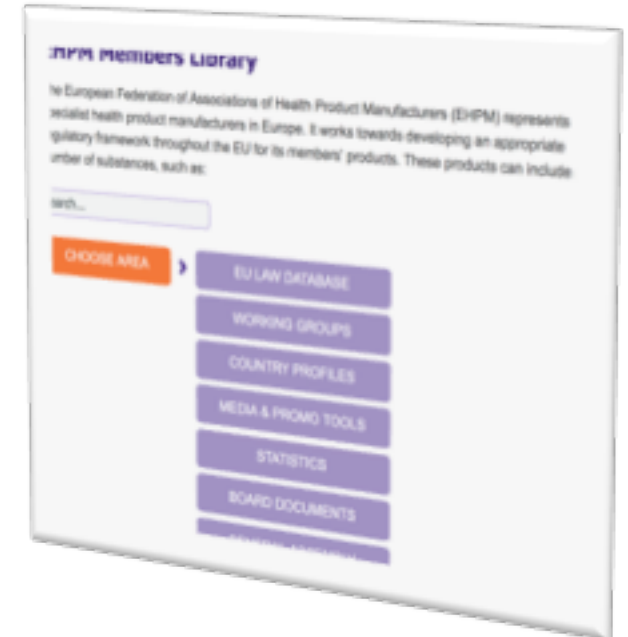 :HPM Members Library
he European Federation of Associations of Health Product Manufacturers (EHPM) represents
pecialist health product manufacturers in Europe. It works towards developing an appropriate
gulatory framework throughout the EU for its members' products. These products can include
umber of substances, such as:
earch...
CHOOSE AREA
EU LAW DATABASE
WORKING GROUPS
COUNTRY PROFILES
MEDIA & PROMO TOOLS
STATISTICS
BOARD DOCUMENTS
GENERAL ASSEMBLY